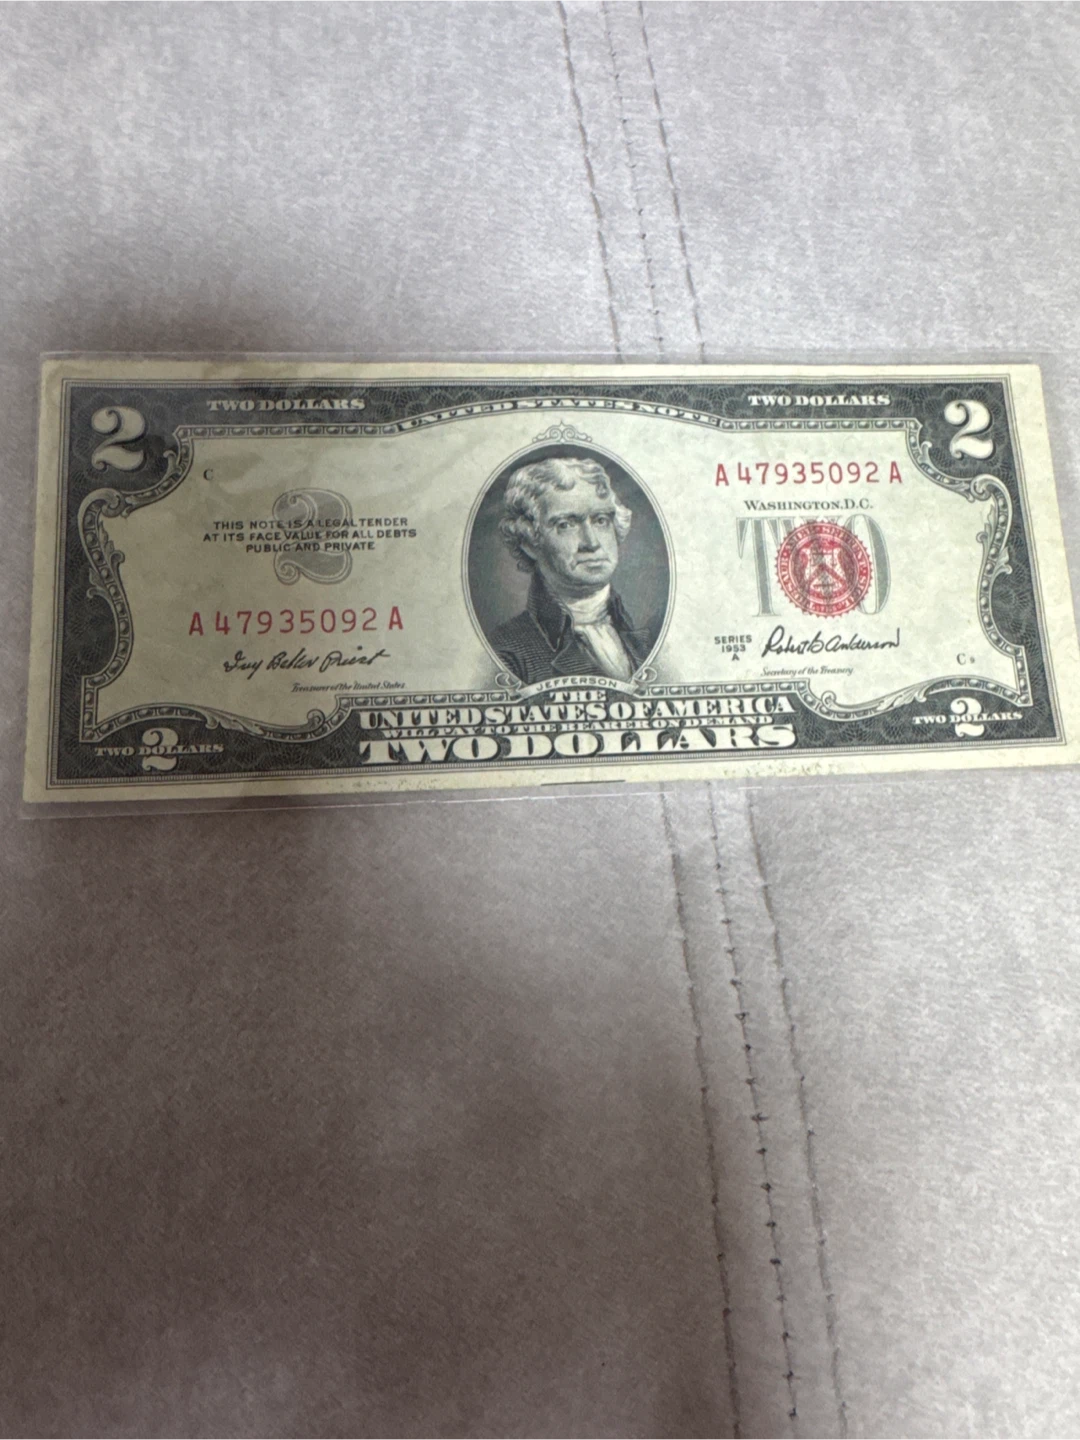 TWO DOLLARS UNITED STATES NOTE TWO DOLLARS
2 2
C
A 47935092 A
WASHINGTON, D.C.
2
THIS NOTE IS A LEGAL TENDER
AT ITS FACE VALUE FOR ALL DEBTS
PUBLIC AND PRIVATE
TWO
A 47935092 A
SERIES
1953
A
Ivy Baker Priest
Treasurer of the United States
Robert B Anderson
Secretary of the Treasury
C 9
JEFFERSON
THE
UNITED STATES OF AMERICA
WILL PAY TO THE BEARER ON DEMAND
TWO DOLLARS
TWO DOLLARS
2
TWO DOLLARS
2